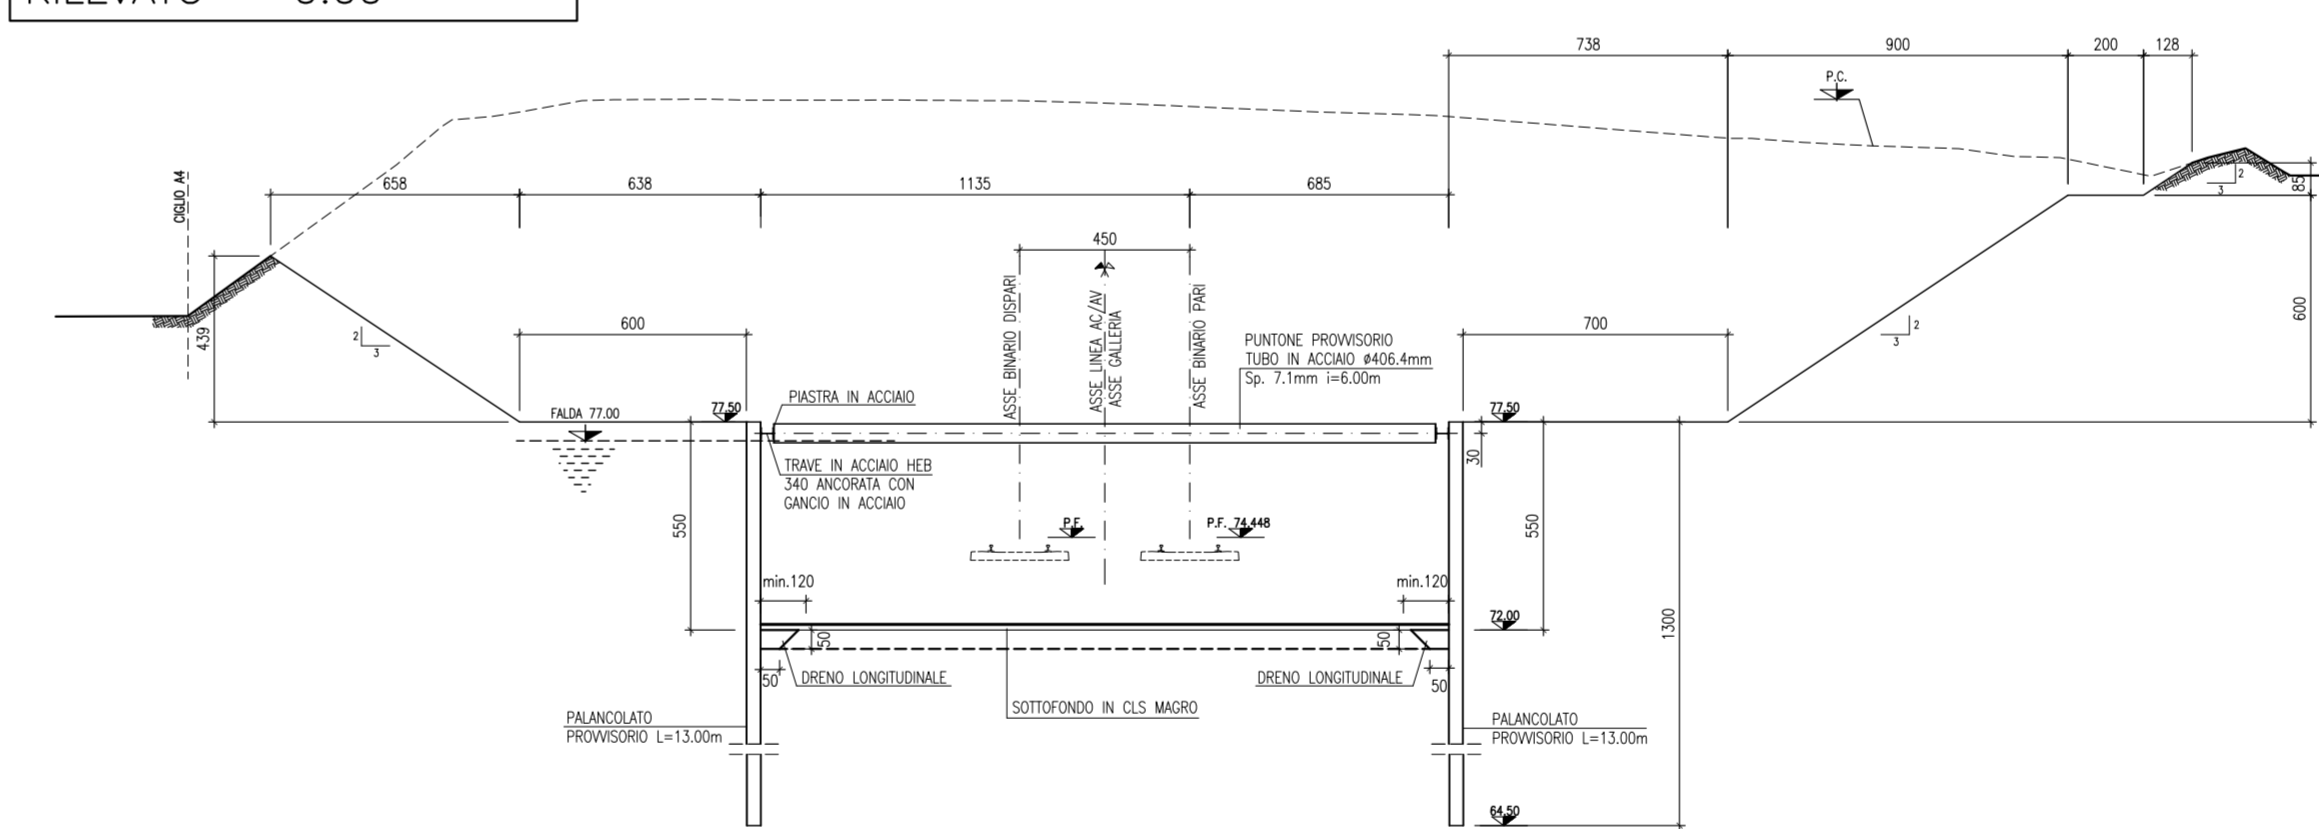 738
900
200
128
P.C.
CIGLIO A4
658
638
1135
685
2
3
85
450
439
2
3
600
ASSE BINARIO DISPARI
ASSE LINEA AC/AV
ASSE GALLERIA
ASSE BINARIO PARI
PUNTONE PROVVISORIO
TUBO IN ACCIAIO ø406.4mm
Sp. 7.1mm i=6.00m
700
2
3
600
PIASTRA IN ACCIAIO
FALDA 77.00
77.50
77.50
30
TRAVE IN ACCIAIO HEB
340 ANCORATA CON
GANCIO IN ACCIAIO
550
P.F.
P.F. 74.448
550
min.120
min.120
72.00
1300
50
50
50
DRENO LONGITUDINALE
DRENO LONGITUDINALE
50
SOTTOFONDO IN CLS MAGRO
PALANCOLATO
PROVVISORIO L=13.00m
PALANCOLATO
PROVVISORIO L=13.00m
64.50